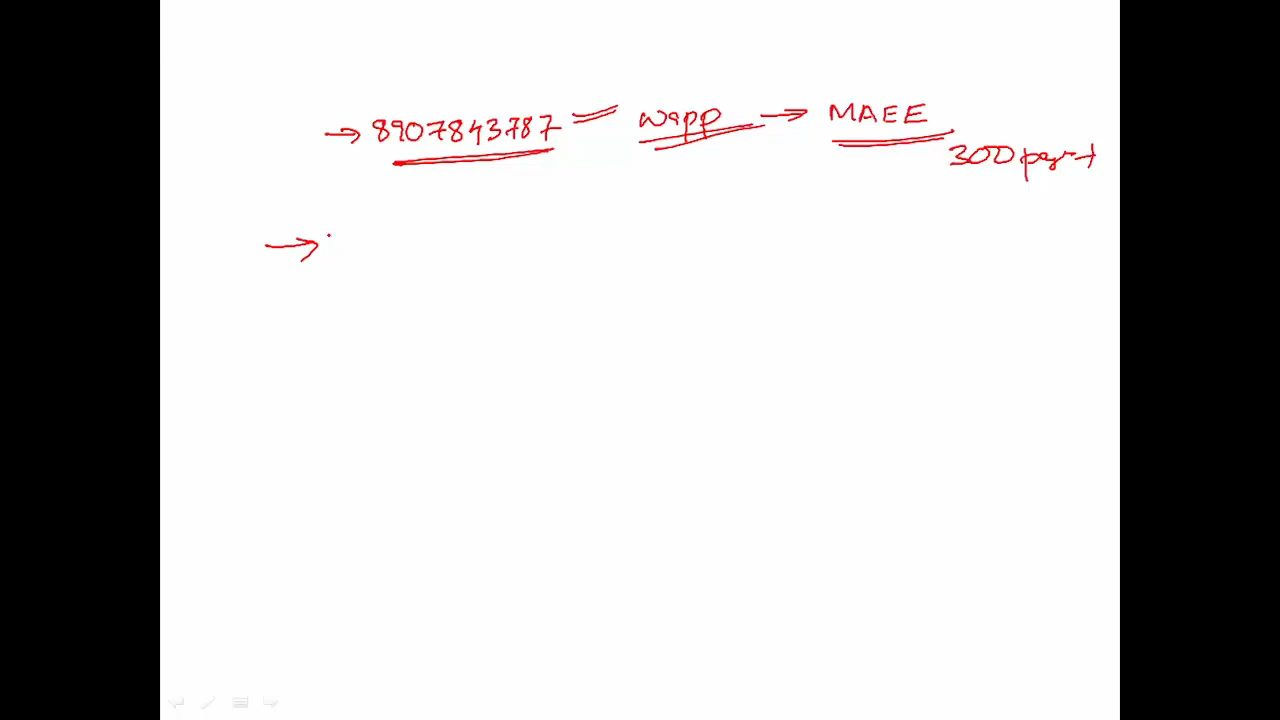 → 8907843787 = wapp → MAEE
300
→